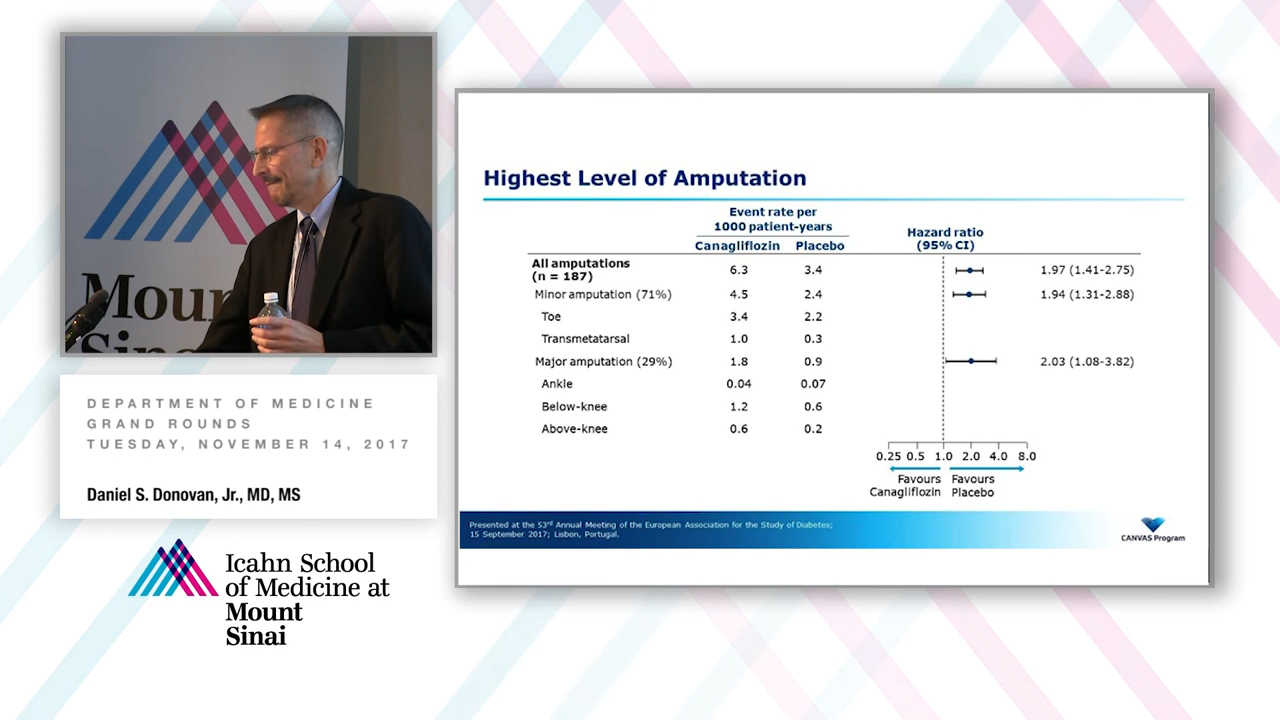 Mount
Sinai
DEPARTMENT OF MEDICINE
GRAND ROUNDS
TUESDAY, NOVEMBER 14, 2017
Daniel S. Donovan, Jr., MD, MS
Icahn School
of Medicine at
Mount
Sinai
Highest Level of Amputation
Event rate per
1000 patient-years
Hazard ratio
(95% CI)
Canagliflozin Placebo
All amputations
(n = 187) 6.3 3.4 1.97 (1.41-2.75)
Minor amputation (71%) 4.5 2.4 1.94 (1.31-2.88)
Toe 3.4 2.2
Transmetatarsal 1.0 0.3
Major amputation (29%) 1.8 0.9 2.03 (1.08-3.82)
Ankle 0.04 0.07
Below-knee 1.2 0.6
Above-knee 0.6 0.2
0.25 0.5 1.0 2.0 4.0 8.0
Favours
Canagliflozin
Favours
Placebo
Presented at the 53rd Annual Meeting of the European Association for the Study of Diabetes;
15 September 2017; Lisbon, Portugal.
CANVAS Program